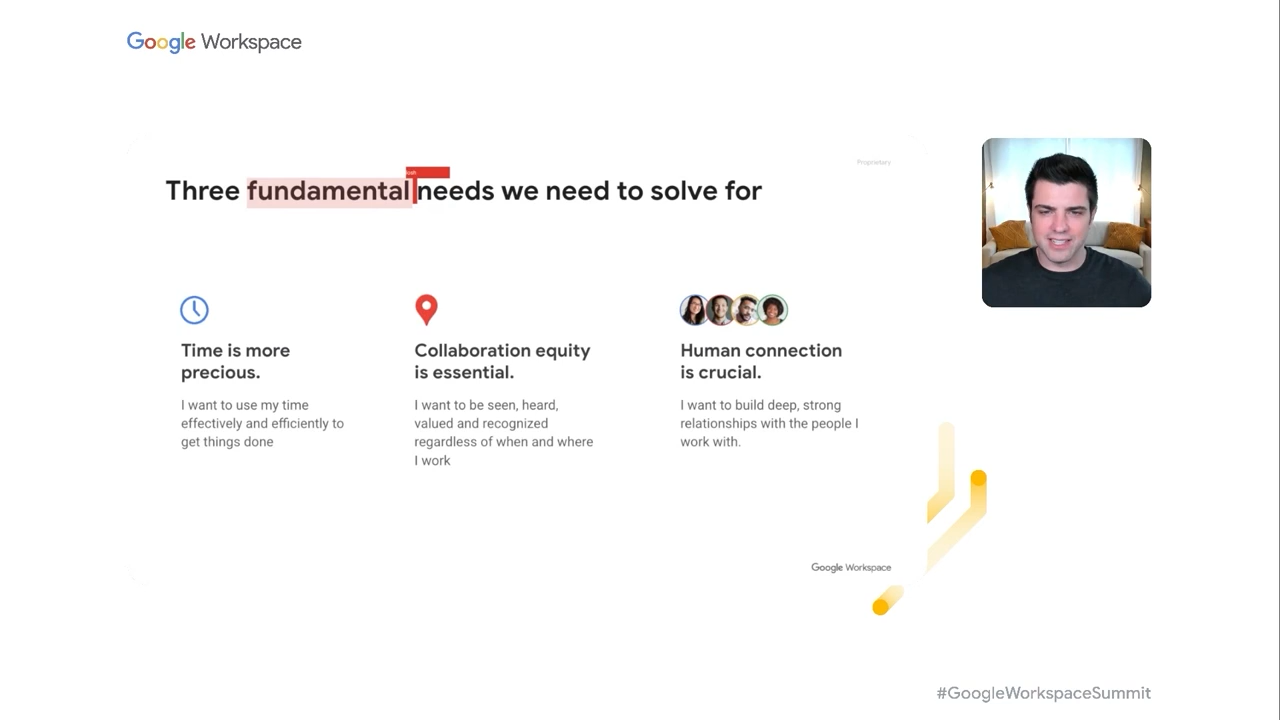 Google Workspace
Proprietary
Three fundamental needs we need to solve for
Time is more
precious.
I want to use my time
effectively and efficiently to
get things done
Collaboration equity
is essential.
I want to be seen, heard,
valued and recognized
regardless of when and where
I work
Human connection
is crucial.
I want to build deep, strong
relationships with the people I
work with.
Google Workspace
#GoogleWorkspaceSummit